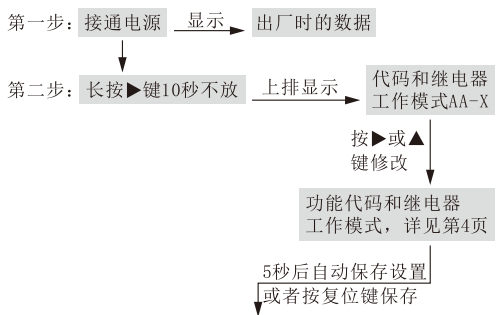 第一步：接通电源 显示 出厂时的数据
第二步：长按▶键10秒不放 上排显示 代码和继电器
工作模式AA-X
按▶或▲
键修改
功能代码和继电器
工作模式，详见第4页
5秒后自动保存设置
或者按复位键保存